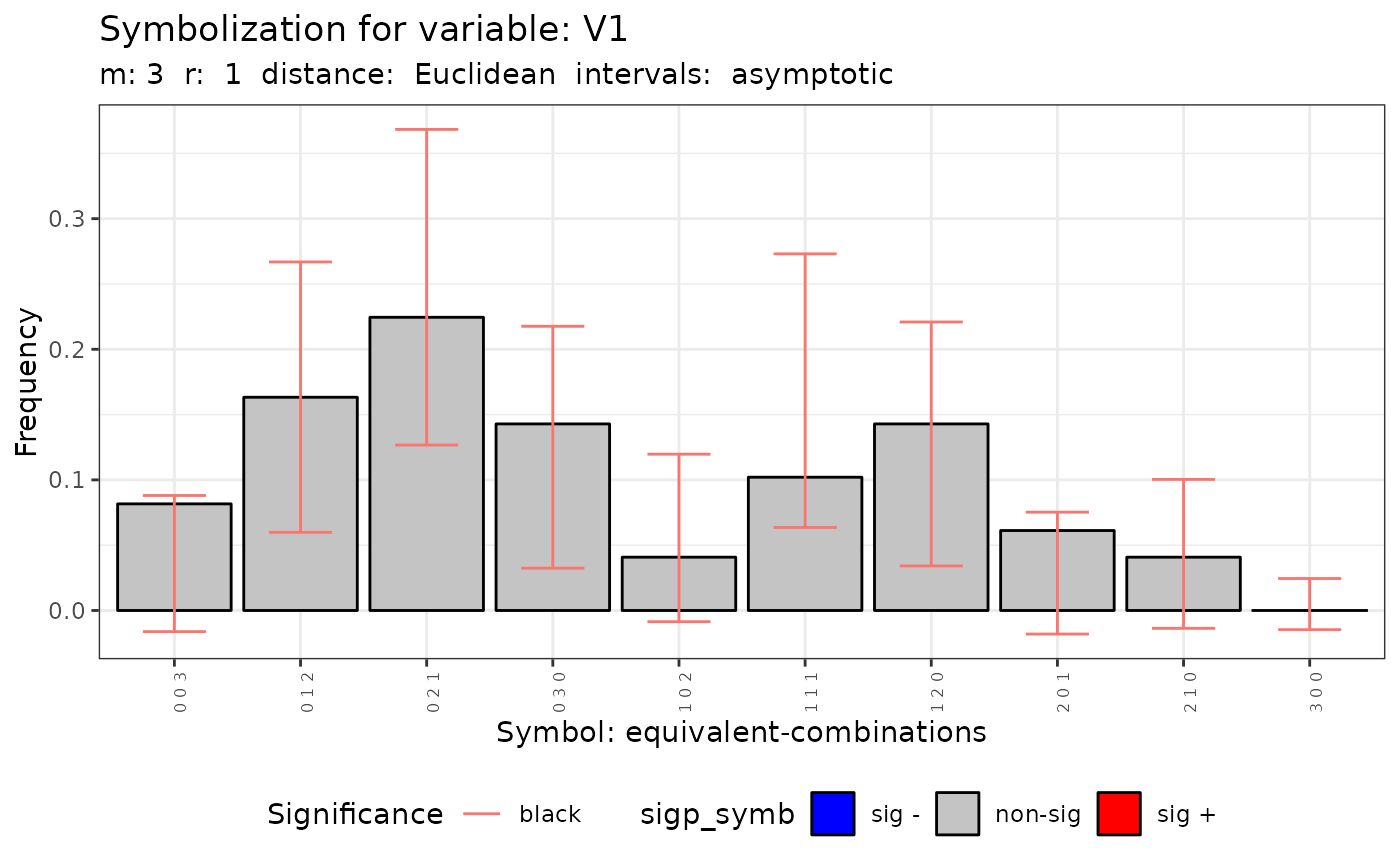 Symbolization for variable: V1
m: 3 r: 1 distance: Euclidean intervals: asymptotic
Frequency
0.3
0.2
0.1
0.0
0 0 3
0 1 2
0 2 1
0 3 0
1 0 2
1 1 1
1 2 0
2 0 1
2 1 0
3 0 0
Symbol: equivalent-combinations
Significance black sigp_symb sig - non-sig sig +